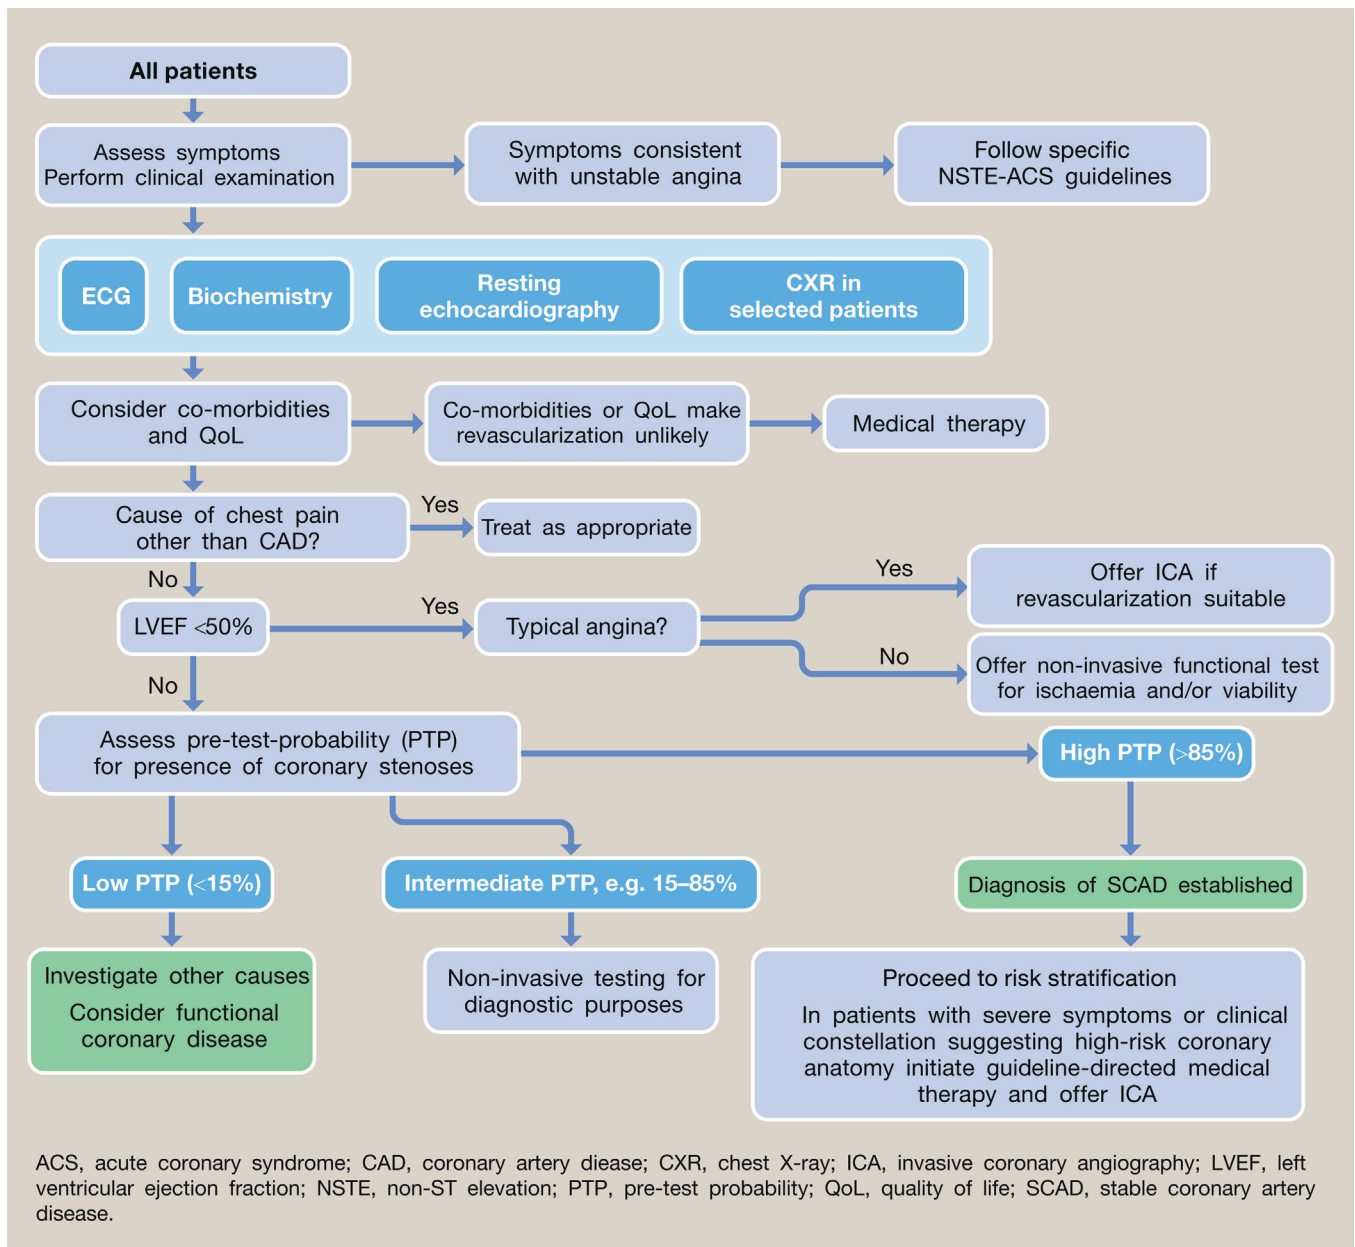 All patients
Assess symptoms
Perform clinical examination
Symptoms consistent
with unstable angina
Follow specific
NSTE-ACS guidelines
ECG
Biochemistry
Resting
echocardiography
CXR in
selected patients
Consider co-morbidities
and QoL
Co-morbidities or QoL make
revascularization unlikely
Medical therapy
Cause of chest pain
other than CAD?
Yes
Treat as appropriate
No
LVEF <50%
Yes
Typical angina?
Yes
Offer ICA if
revascularization suitable
No
Offer non-invasive functional test
for ischaemia and/or viability
No
Assess pre-test-probability (PTP)
for presence of coronary stenoses
High PTP (>85%)
Low PTP (<15%)
Intermediate PTP, e.g. 15–85%
Diagnosis of SCAD established
Investigate other causes
Consider functional
coronary disease
Non-invasive testing for
diagnostic purposes
Proceed to risk stratification
In patients with severe symptoms or clinical
constellation suggesting high-risk coronary
anatomy initiate guideline-directed medical
therapy and offer ICA
ACS, acute coronary syndrome; CAD, coronary artery diease; CXR, chest X-ray; ICA, invasive coronary angiography; LVEF, left
ventricular ejection fraction; NSTE, non-ST elevation; PTP, pre-test probability; QoL, quality of life; SCAD, stable coronary artery
disease.